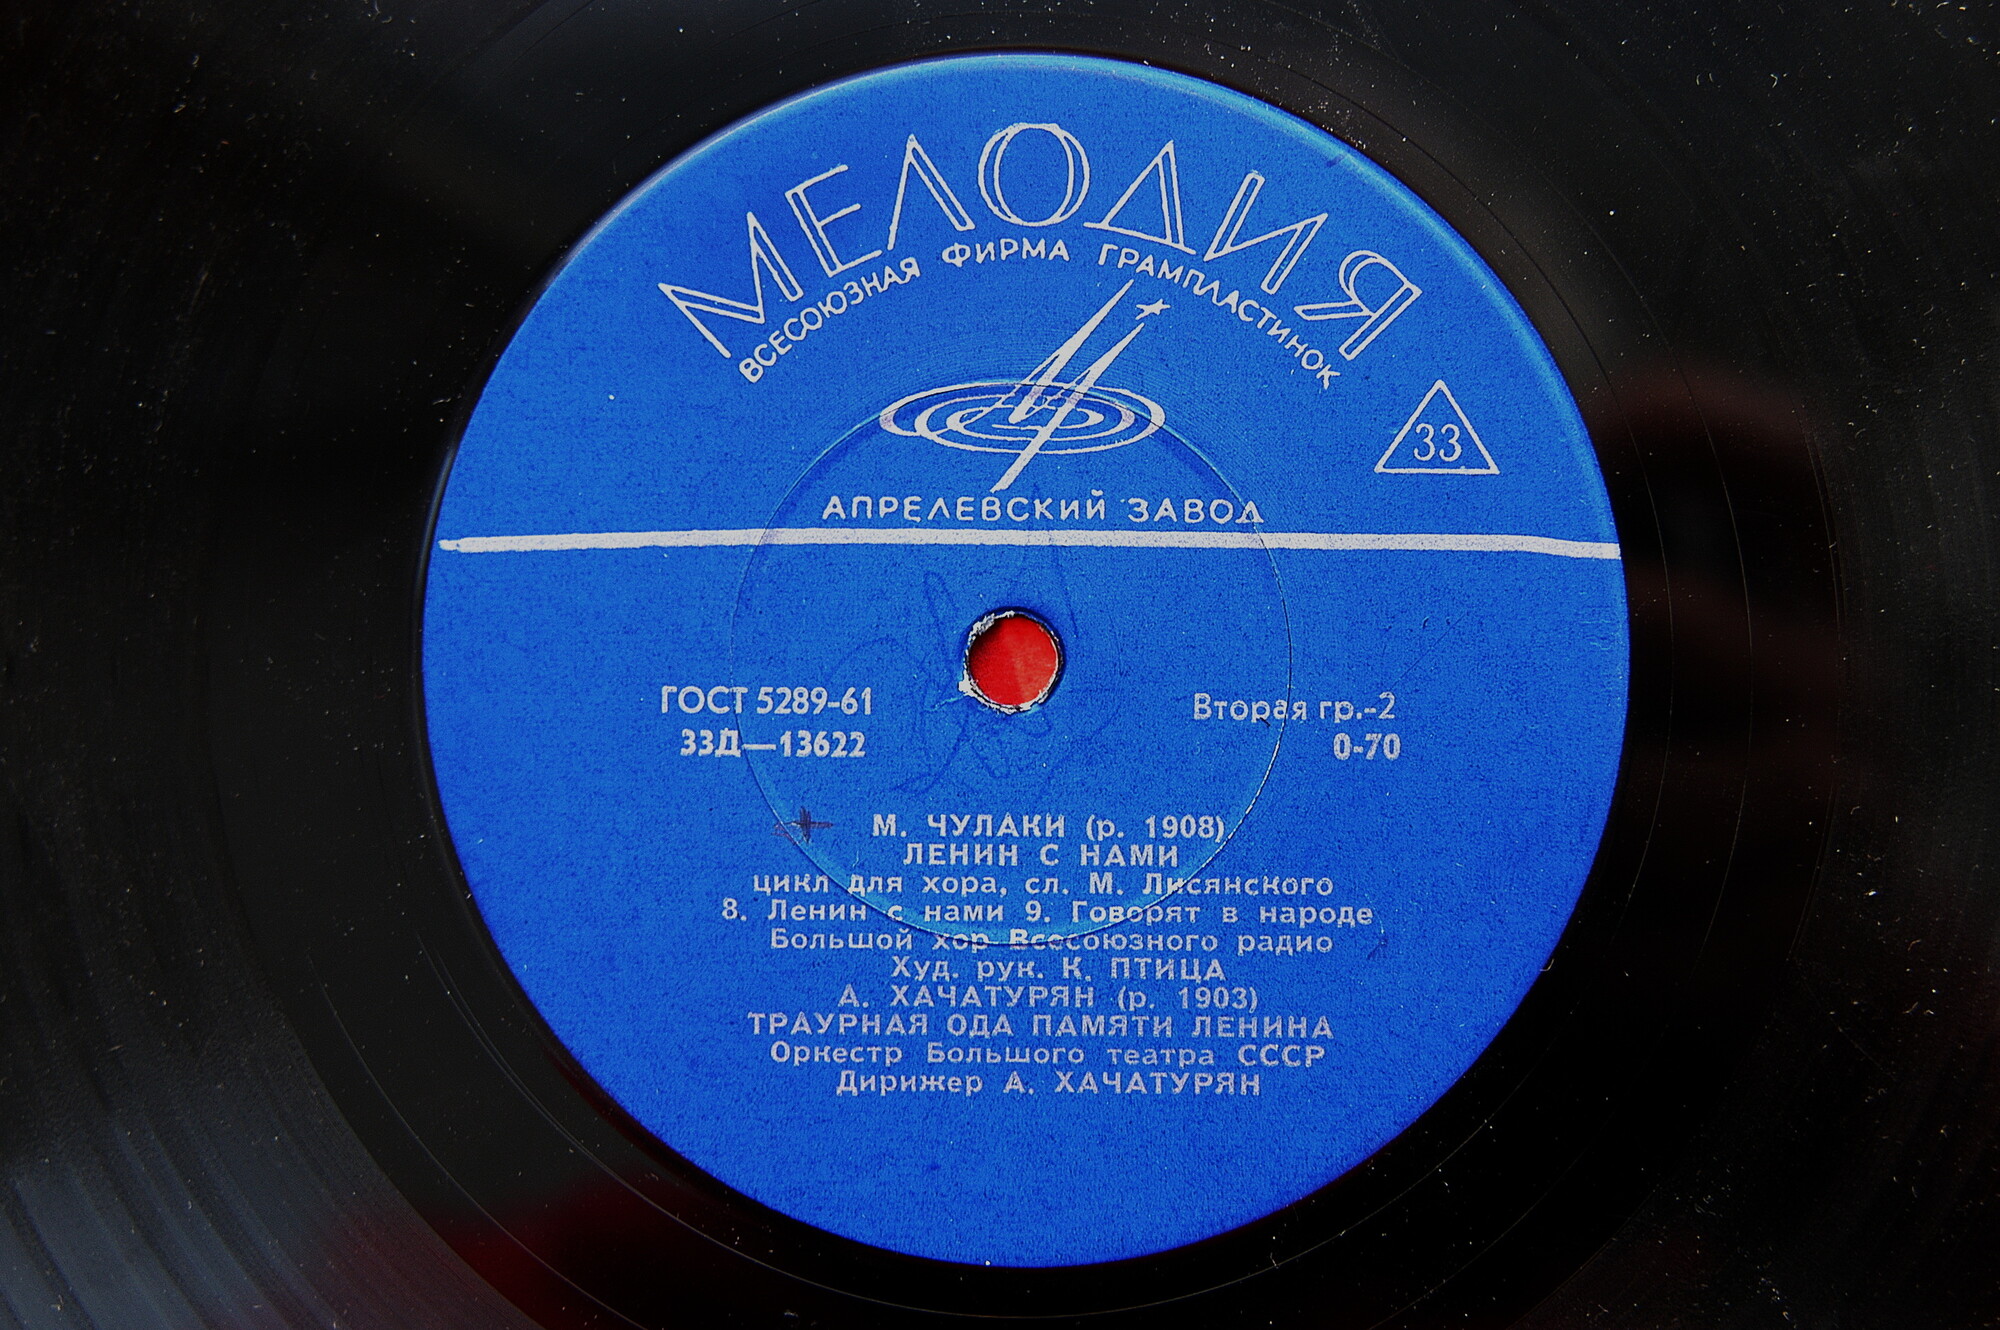 МЕЛОДИЯ
ВСЕСОЮЗНАЯ ФИРМА ГРАМПЛАСТИНОК
33
АПРЕЛЕВСКИЙ ЗАВОД
ГОСТ 5289-61
33Д—13622
Вторая гр.-2
0-70
М. ЧУЛАКИ (р. 1908)
ЛЕНИН С НАМИ
цикл для хора, сл. М. Лисянского
8. Ленин с нами 9. Говорят в народе
Большой хор Всесоюзного радио
Худ. рук. К. ПТИЦА
А. ХАЧАТУРЯН (р. 1903)
ТРАУРНАЯ ОДА ПАМЯТИ ЛЕНИНА
Оркестр Большого театра СССР
Дирижер А. ХАЧАТУРЯН